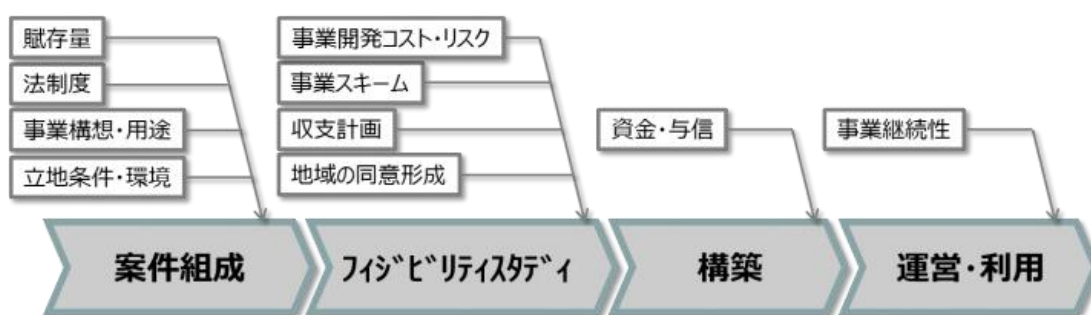 賦存量
法制度
事業構想・用途
立地条件・環境
事業開発コスト・リスク
事業スキーム
収支計画
地域の同意形成
資金・与信
事業継続性
案件組成
フィジビリティスタディ
構築
運営・利用